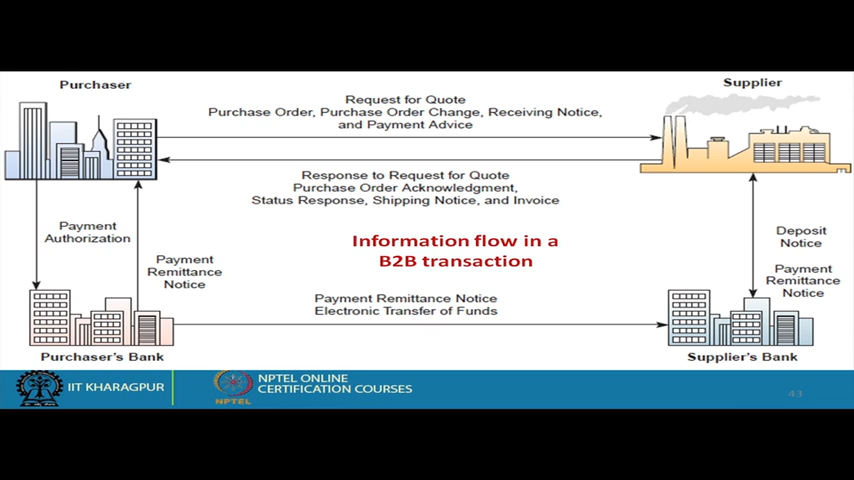 Purchaser
Supplier
Request for Quote
Purchase Order, Purchase Order Change, Receiving Notice,
and Payment Advice
Response to Request for Quote
Purchase Order Acknowledgment,
Status Response, Shipping Notice, and Invoice
Payment
Authorization
Payment
Remittance
Notice
Information flow in a
B2B transaction
Deposit
Notice
Payment
Remittance
Notice
Payment Remittance Notice
Electronic Transfer of Funds
Purchaser's Bank
Supplier's Bank
IIT KHARAGPUR
NPTEL
NPTEL ONLINE
CERTIFICATION COURSES
43